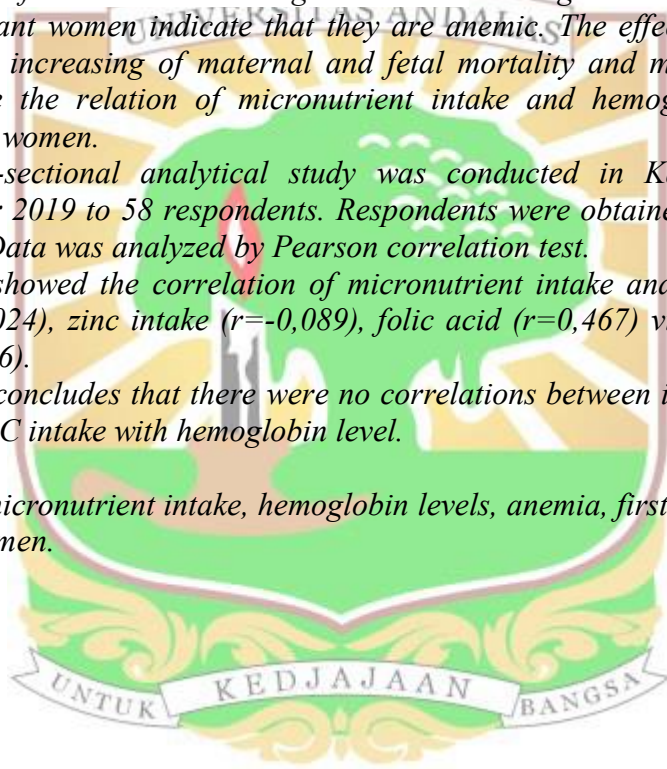 UNIVERSITAS ANDALAS
ant women indicate that they are anemic. The effec
increasing of maternal and fetal mortality and m
the relation of micronutrient intake and hemog
women.
-sectional analytical study was conducted in K
r 2019 to 58 respondents. Respondents were obtaine
Data was analyzed by Pearson correlation test.
showed the correlation of micronutrient intake and
024), zinc intake (r=-0,089), folic acid (r=0,467) v
6).
concludes that there were no correlations between i
C intake with hemoglobin level.
nicronutrient intake, hemoglobin levels, anemia, first
men.
UNTUK KEDJAJAAN BANGSA